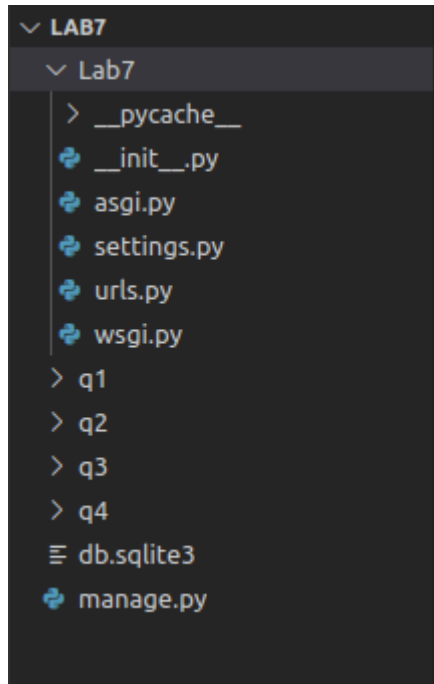 LAB7
Lab7
__pycache__
__init__.py
asgi.py
settings.py
urls.py
wsgi.py
q1
q2
q3
q4
db.sqlite3
manage.py